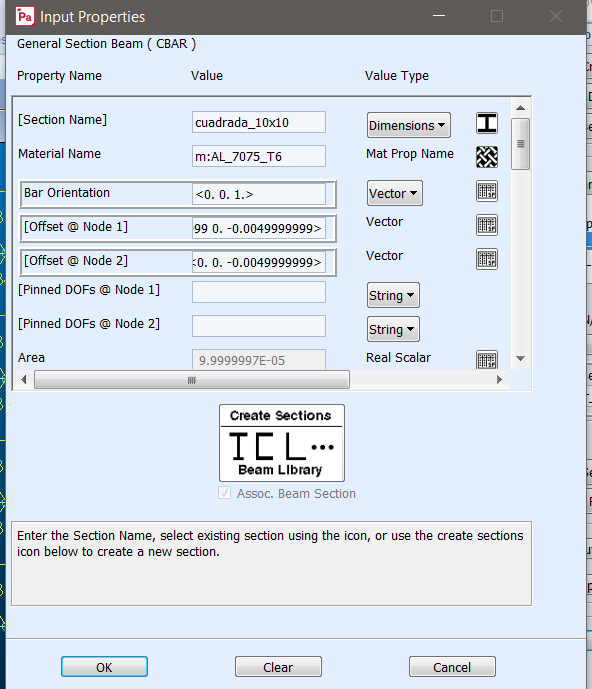 Pa Input Properties
General Section Beam ( CBAR )
Property Name Value Value Type
[Section Name] cuadrada_10x10 Dimensions
Material Name m:AL_7075_T6 Mat Prop Name
Bar Orientation <0. 0. 1.> Vector
[Offset @ Node 1] 99 0. -0.0049999999> Vector
[Offset @ Node 2] <0. 0. -0.0049999999> Vector
[Pinned DOFs @ Node 1] String
[Pinned DOFs @ Node 2] String
Area 9.9999997E-05 Real Scalar
Create Sections
I C L ...
Beam Library
Assoc. Beam Section
Enter the Section Name, select existing section using the icon, or use the create sections
icon below to create a new section.
OK Clear Cancel